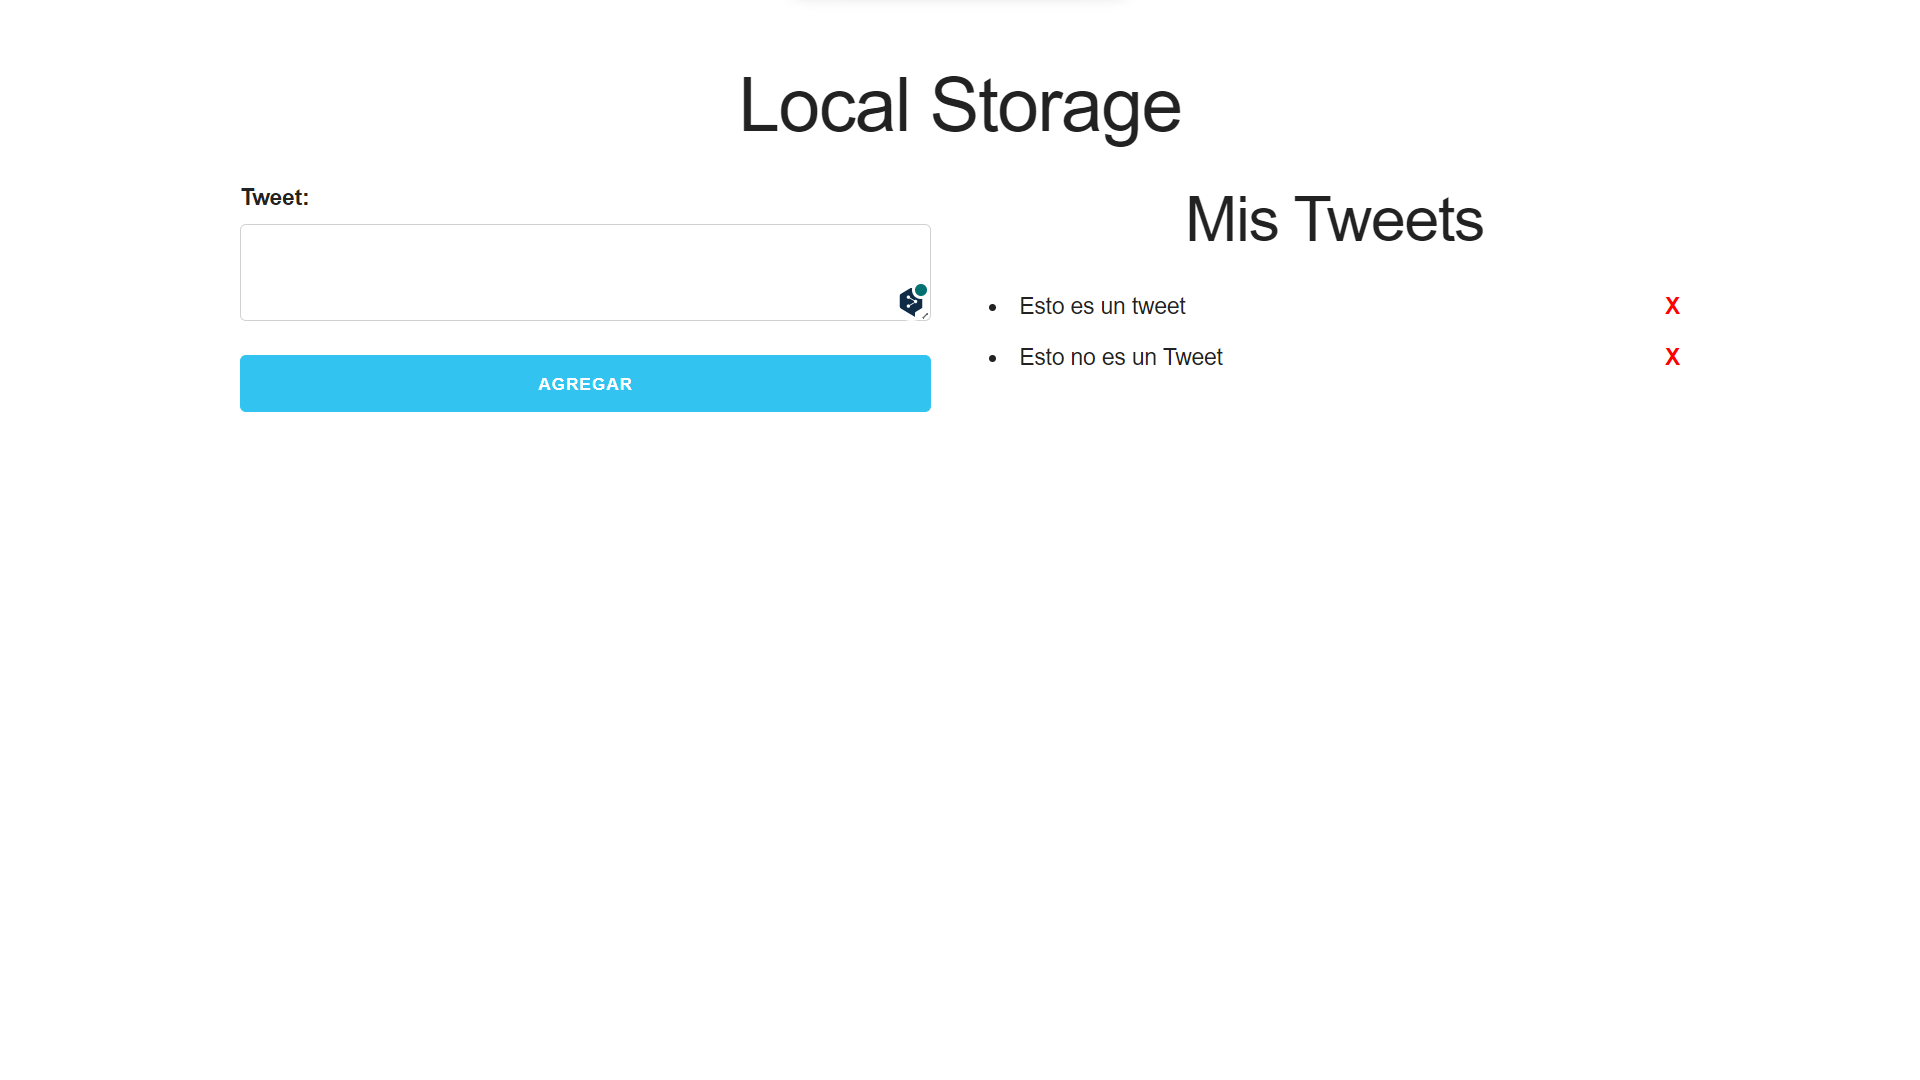 Local Storage
Tweet:
AGREGAR
Mis Tweets
Esto es un tweet X
Esto no es un Tweet X